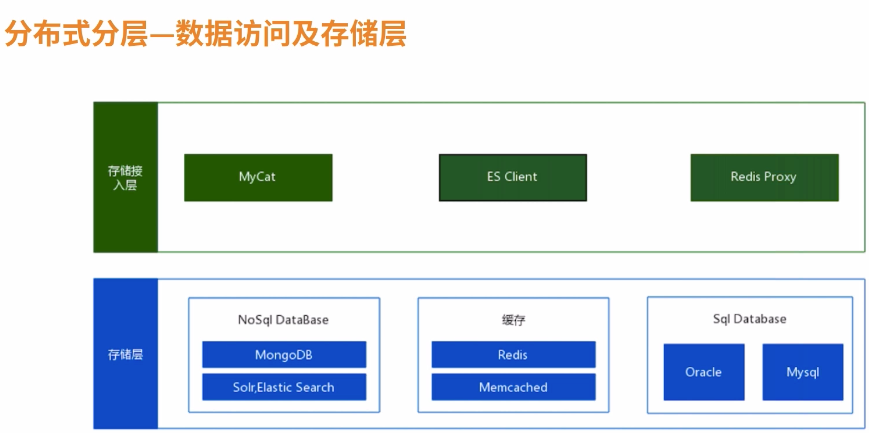 分布式分层—数据访问及存储层
存储接
入层
MyCat
ES Client
Redis Proxy
存储层
NoSql DataBase
MongoDB
Solr,Elastic Search
缓存
Redis
Memcached
Sql Database
Oracle
Mysql